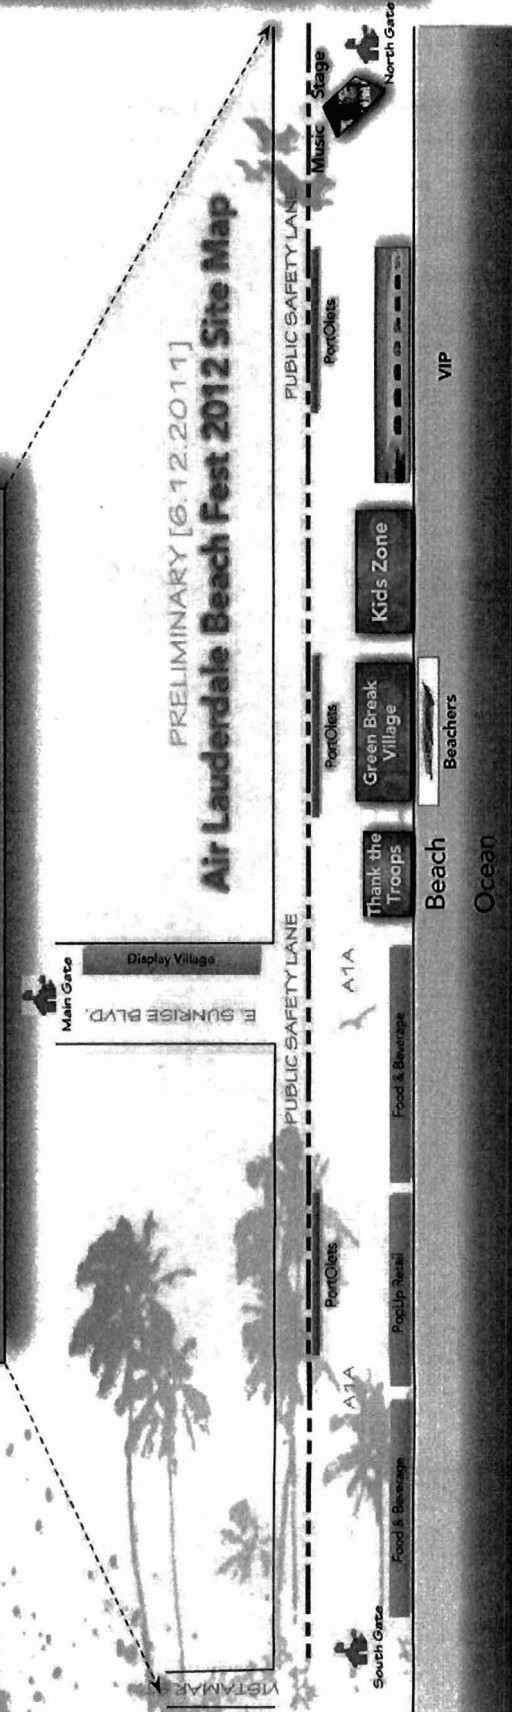 PRELIMINARY [6.12.2011]
Air Lauderdale Beach Fest 2012 Site Map
VISTAMAR
E. SUNRISE BLVD.
Main Gate
Display Village
PUBLIC SAFETY LANE
PUBLIC SAFETY LANE
PortOlets
PortOlets
PortOlets
Music Stage
North Gate
South Gate
A1A
A1A
Food & Beverage
PopUp Retail
Food & Beverage
Thank the
Troops
Green Break
Village
Kids Zone
VIP
Beachers
Beach
Ocean